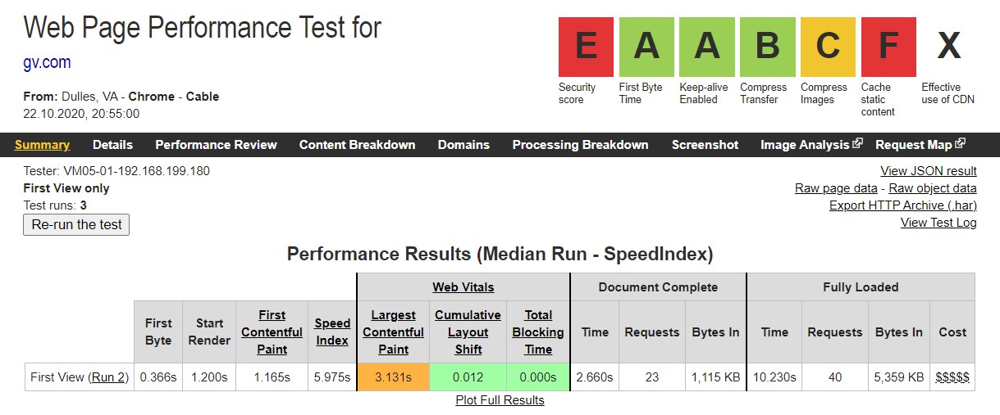 Web Page Performance Test for
gv.com
From: Dulles, VA - Chrome - Cable
22.10.2020, 20:55:00
E A A B C F X
Security score
First Byte Time
Keep-alive Enabled
Compress Transfer
Compress Images
Cache static content
Effective use of CDN
Summary Details Performance Review Content Breakdown Domains Processing Breakdown Screenshot Image Analysis Request Map
Tester: VM05-01-192.168.199.180
First View only
Test runs: 3
Re-run the test
View JSON result
Raw page data - Raw object data
Export HTTP Archive (.har)
View Test Log
Performance Results (Median Run - SpeedIndex)
Web Vitals Document Complete Fully Loaded
First Byte Start Render First Contentful Paint Speed Index Largest Contentful Paint Cumulative Layout Shift Total Blocking Time Time Requests Bytes In Time Requests Bytes In Cost
First View (Run 2) 0.366s 1.200s 1.165s 5.975s 3.131s 0.012 0.000s 2.660s 23 1,115 KB 10.230s 40 5,359 KB $$$$$
Plot Full Results